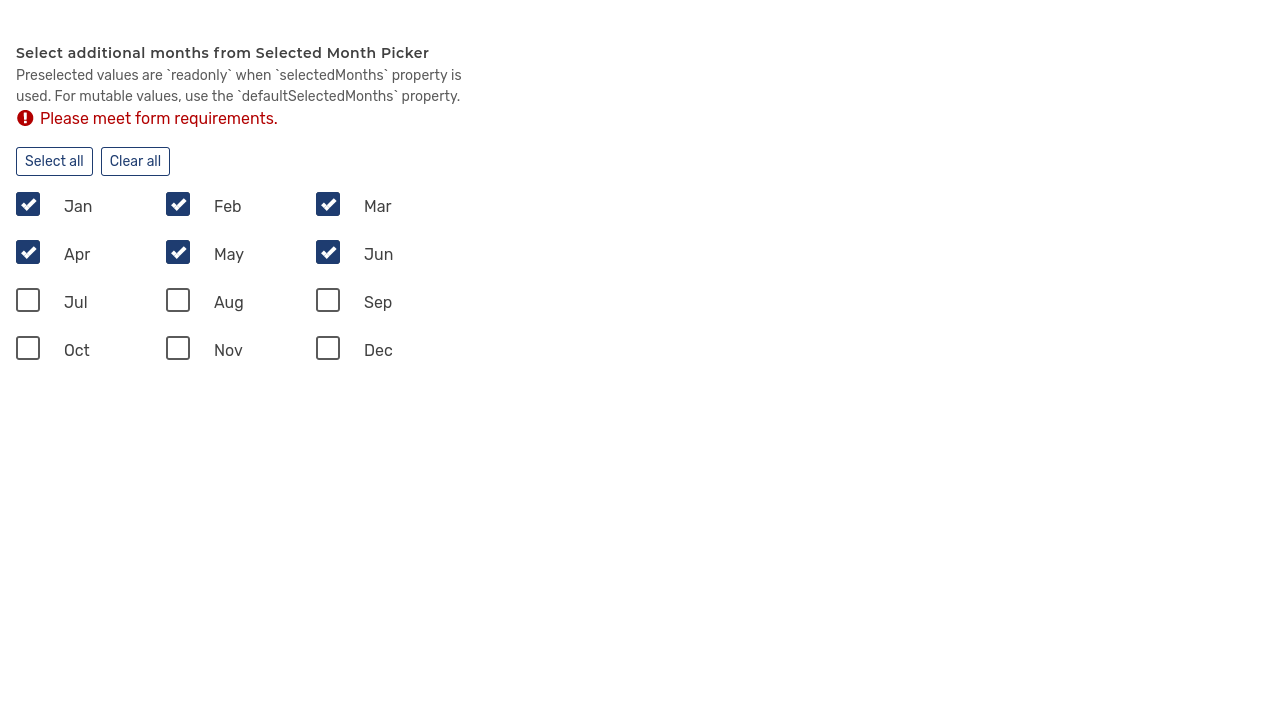 Select additional months from Selected Month Picker
Preselected values are `readonly` when `selectedMonths` property is
used. For mutable values, use the `defaultSelectedMonths` property.
Please meet form requirements.
Select all Clear all
Jan Feb Mar
Apr May Jun
Jul Aug Sep
Oct Nov Dec